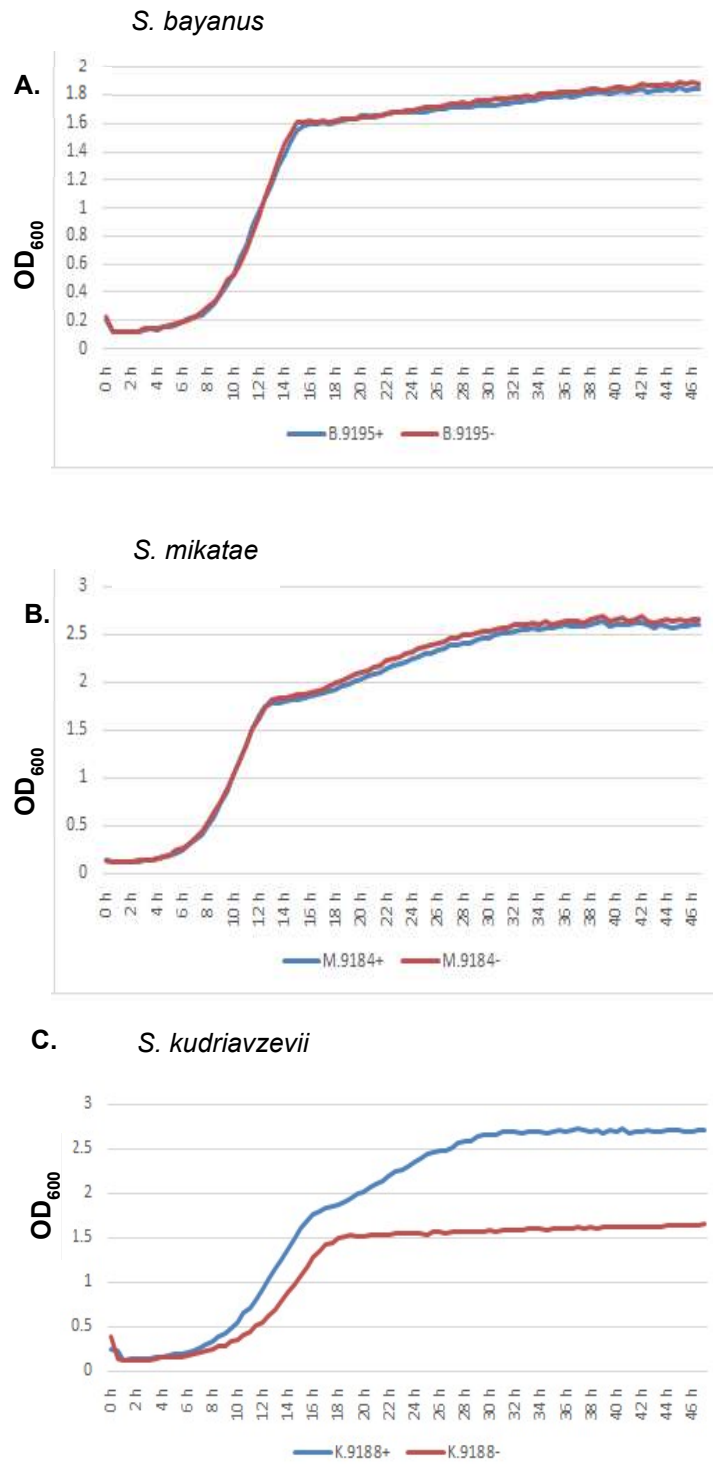 S. bayanus
A.
2
1.8
1.6
1.4
1.2
1
0.8
0.6
0.4
0.2
0
OD600
0 h 2 h 4 h 6 h 8 h 10 h 12 h 14 h 16 h 18 h 20 h 22 h 24 h 26 h 28 h 30 h 32 h 34 h 36 h 38 h 40 h 42 h 44 h 46 h
B.9195+ B.9195-
S. mikatae
B.
3
2.5
2
1.5
1
0.5
0
OD600
0 h 2 h 4 h 6 h 8 h 10 h 12 h 14 h 16 h 18 h 20 h 22 h 24 h 26 h 28 h 30 h 32 h 34 h 36 h 38 h 40 h 42 h 44 h 46 h
M.9184+ M.9184-
C. S. kudriavzevii
3
2.5
2
1.5
1
0.5
0
OD600
0 h 2 h 4 h 6 h 8 h 10 h 12 h 14 h 16 h 18 h 20 h 22 h 24 h 26 h 28 h 30 h 32 h 34 h 36 h 38 h 40 h 42 h 44 h 46 h
K.9188+ K.9188-